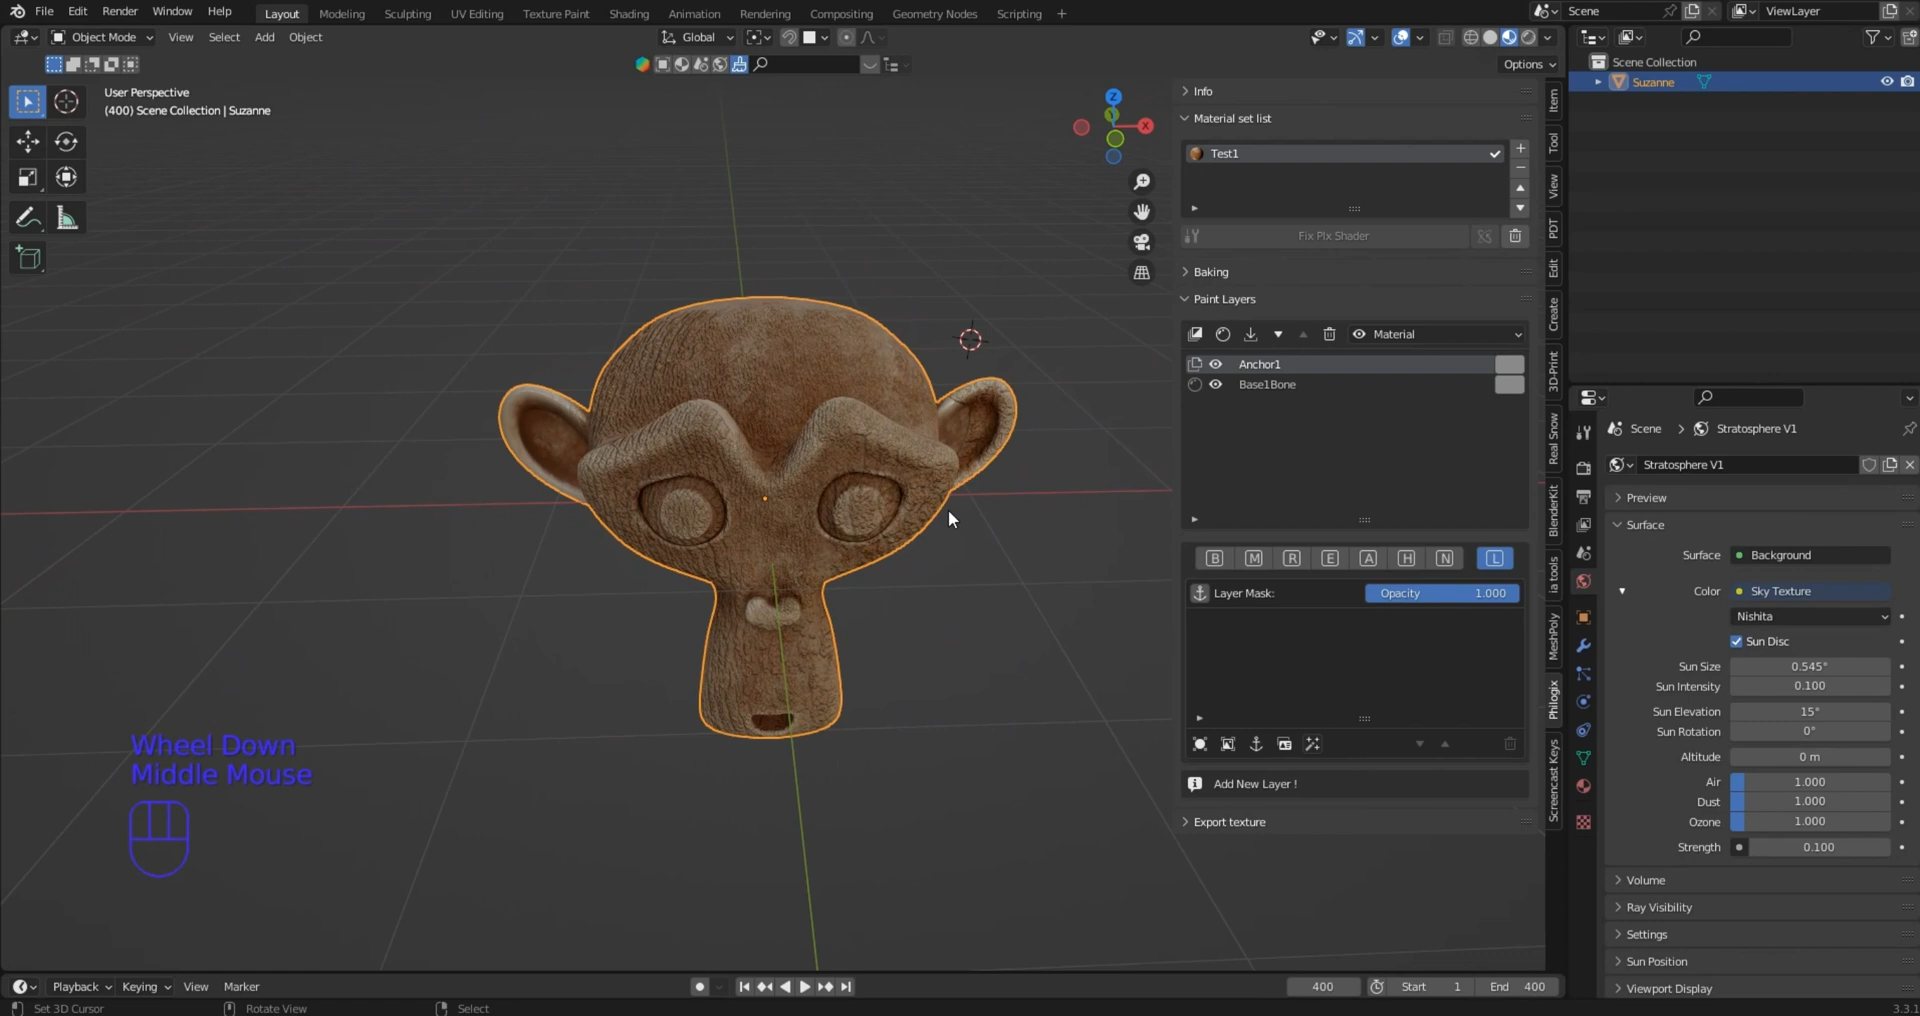 File Edit Render Window Help Layout Modeling Sculpting UV Editing Texture Paint Shading Animation Rendering Compositing Geometry Nodes Scripting + Scene ViewLayer
Object Mode View Select Add Object Global
Options
User Perspective
(400) Scene Collection | Suzanne
Z
X
Info
Material set list
Test1
Fix Plx Shader
Baking
Paint Layers
Material
Anchor1
Base1Bone
B M R E A H N L
Layer Mask: Opacity 1.000
Add New Layer !
Export texture
Item
Tool
View
PDT
Edit
Create
3D-Print
Real Snow
BlenderKit
ia tools
MeshPoly
Philogix
Screencast Keys
Scene Collection
Suzanne
Scene > Stratosphere V1
Stratosphere V1
Preview
Surface
Surface Background
Color Sky Texture
Nishita
Sun Disc
Sun Size 0.545°
Sun Intensity 0.100
Sun Elevation 15°
Sun Rotation 0°
Altitude 0 m
Air 1.000
Dust 1.000
Ozone 1.000
Strength 0.100
Volume
Ray Visibility
Settings
Sun Position
Viewport Display
Wheel Down
Middle Mouse
Playback Keying View Marker 400 Start 1 End 400
Set 3D Cursor Rotate View Select 3.3.1